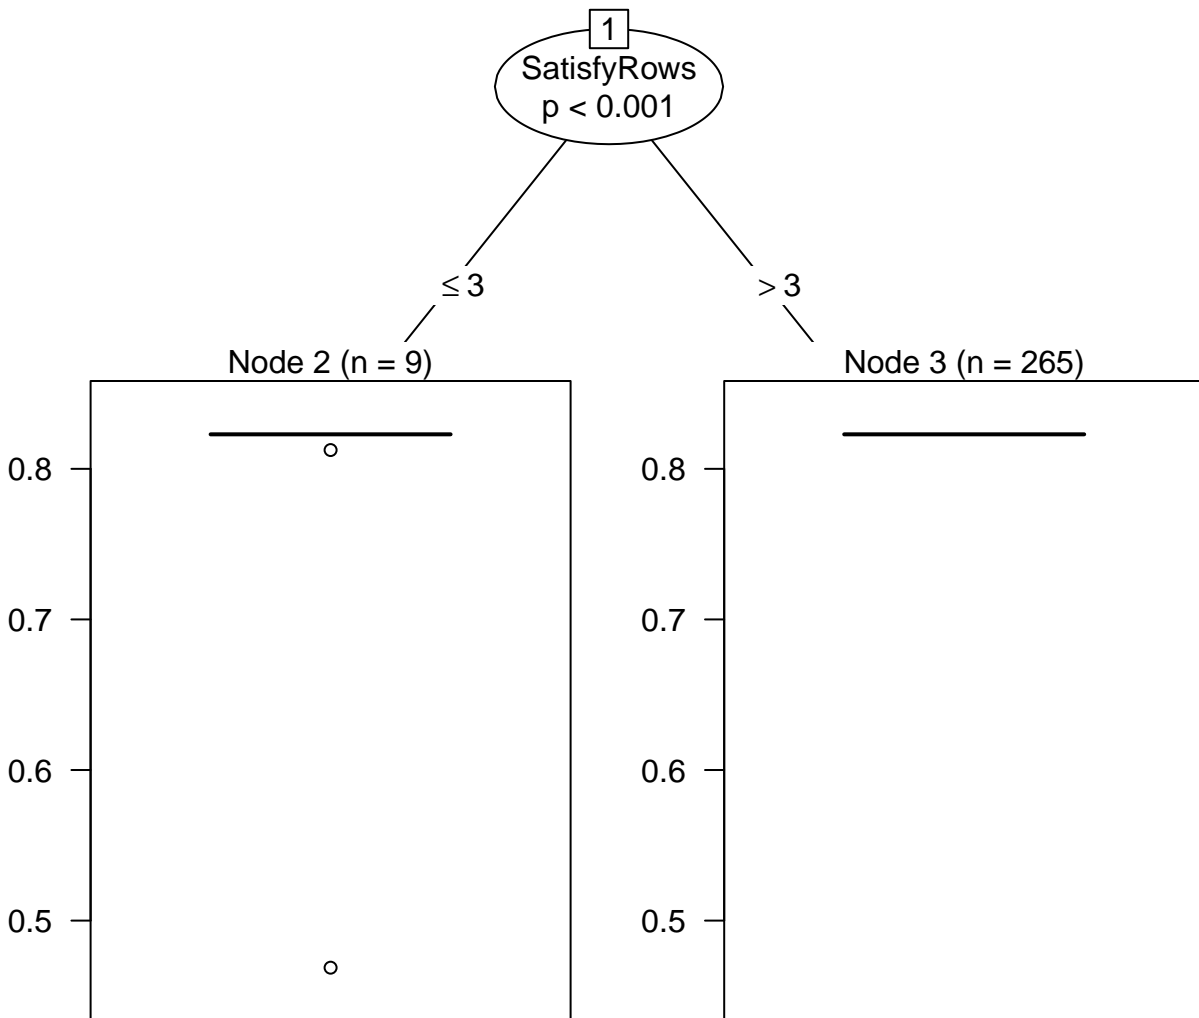 1
SatisfyRows
p < 0.001
≤ 3
> 3
Node 2 (n = 9)
0.8
0.7
0.6
0.5
Node 3 (n = 265)
0.8
0.7
0.6
0.5